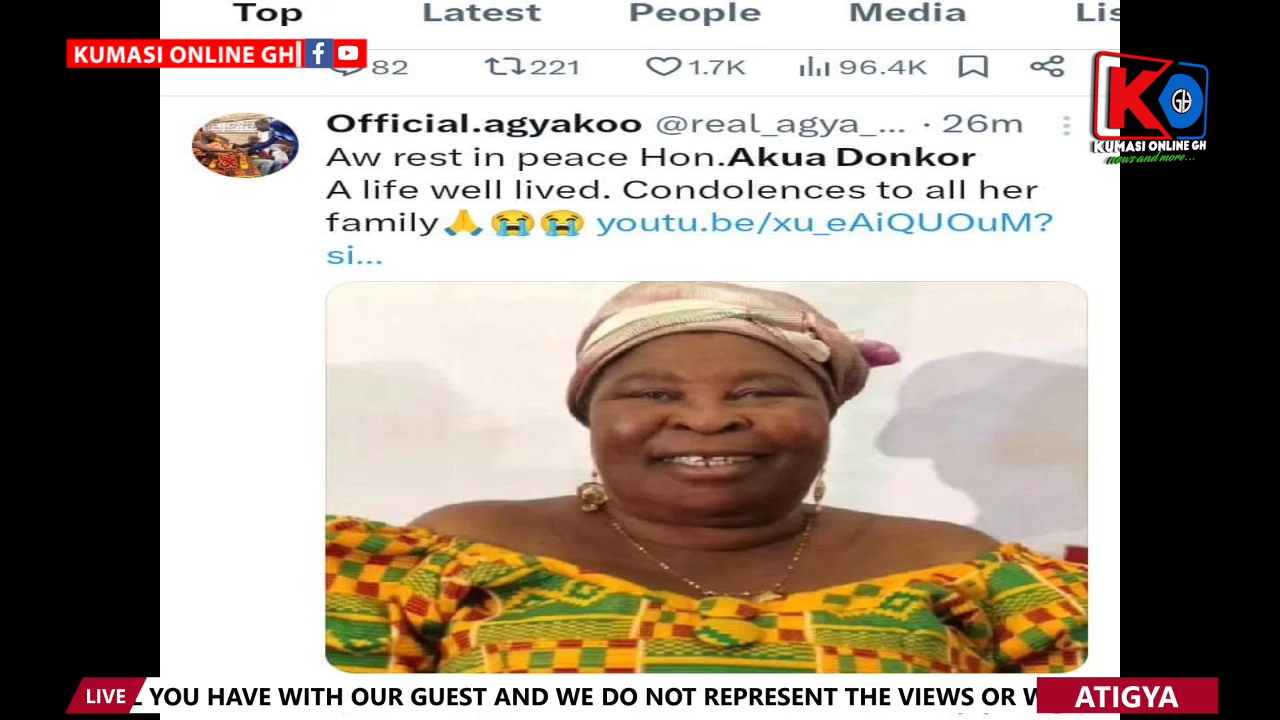 Top Latest People Media Lis
KUMASI ONLINE GH
82 221 1.7K 96.4K
KO GH
KUMASI ONLINE GH
news and more...
Official.agyakoo @real_agya_... · 26m
Aw rest in peace Hon.Akua Donkor
A life well lived. Condolences to all her
family🙏😭😭 youtu.be/xu_eAiQUOuM?
si...
LIVE YOU HAVE WITH OUR GUEST AND WE DO NOT REPRESENT THE VIEWS OR ATIGYA